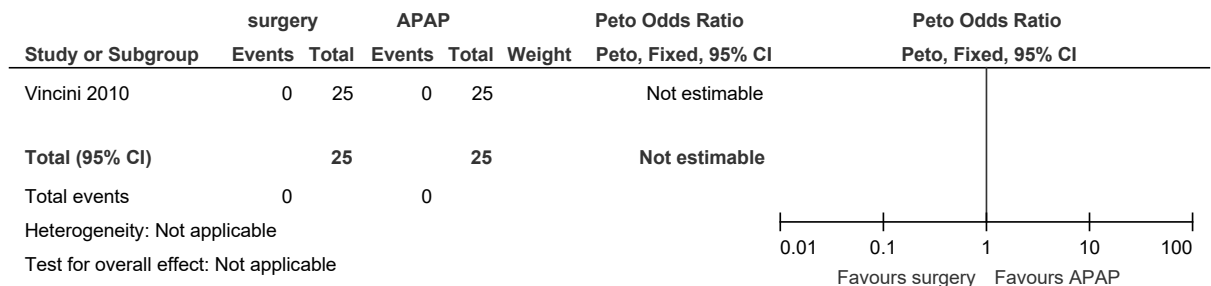 surgery APAP Peto Odds Ratio Peto Odds Ratio
Study or Subgroup Events Total Events Total Weight Peto, Fixed, 95% CI Peto, Fixed, 95% CI
Vincini 2010 0 25 0 25 Not estimable
Total (95% CI) 25 25 Not estimable
Total events 0 0
Heterogeneity: Not applicable
Test for overall effect: Not applicable
0.01 0.1 1 10 100
Favours surgery Favours APAP